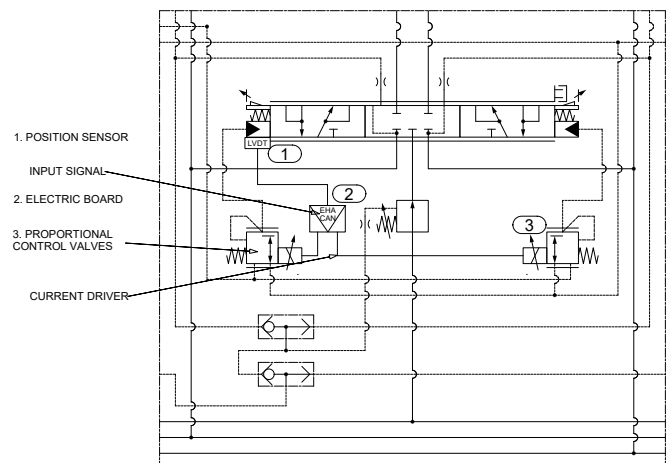 1. POSITION SENSOR
INPUT SIGNAL
2. ELECTRIC BOARD
3. PROPORTIONAL
CONTROL VALVES
CURRENT DRIVER
LVDT
1
2
EHA
CAN
3